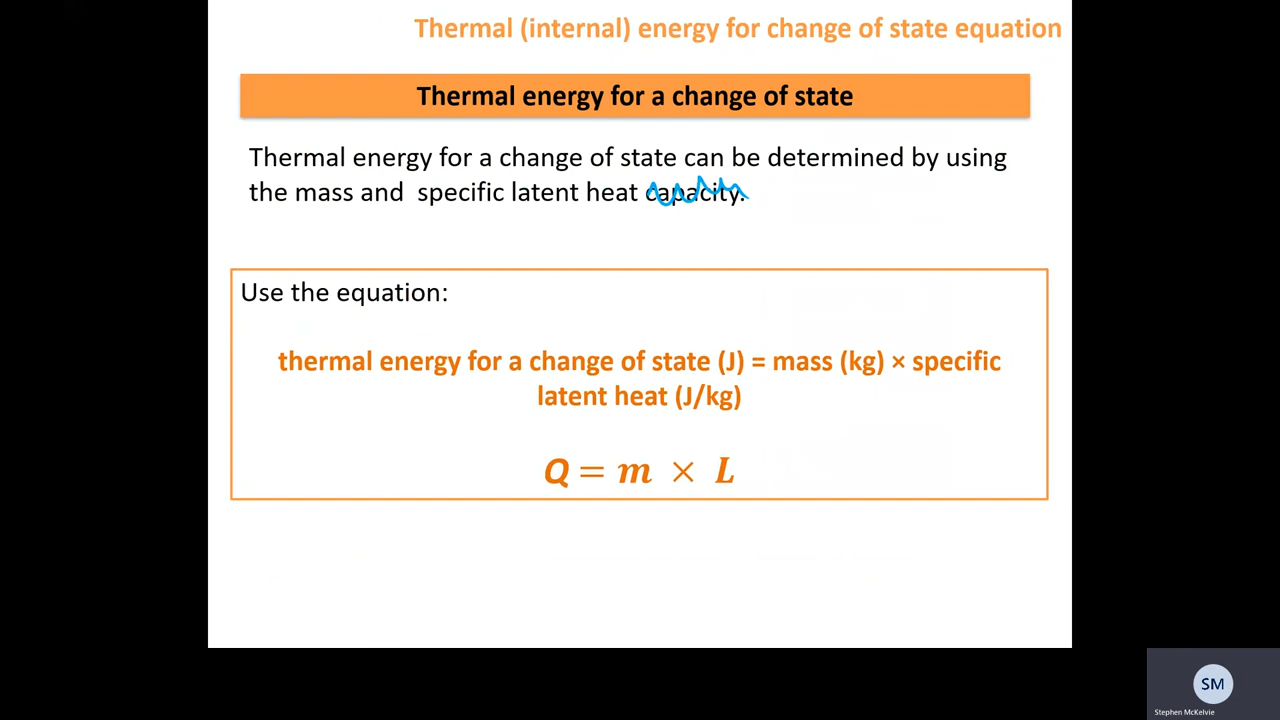 Thermal (internal) energy for change of state equation
Thermal energy for a change of state
Thermal energy for a change of state can be determined by using
the mass and specific latent heat capacity.
Use the equation:
thermal energy for a change of state (J) = mass (kg) × specific
latent heat (J/kg)
Q = m × L
SM
Stephen McKelvie